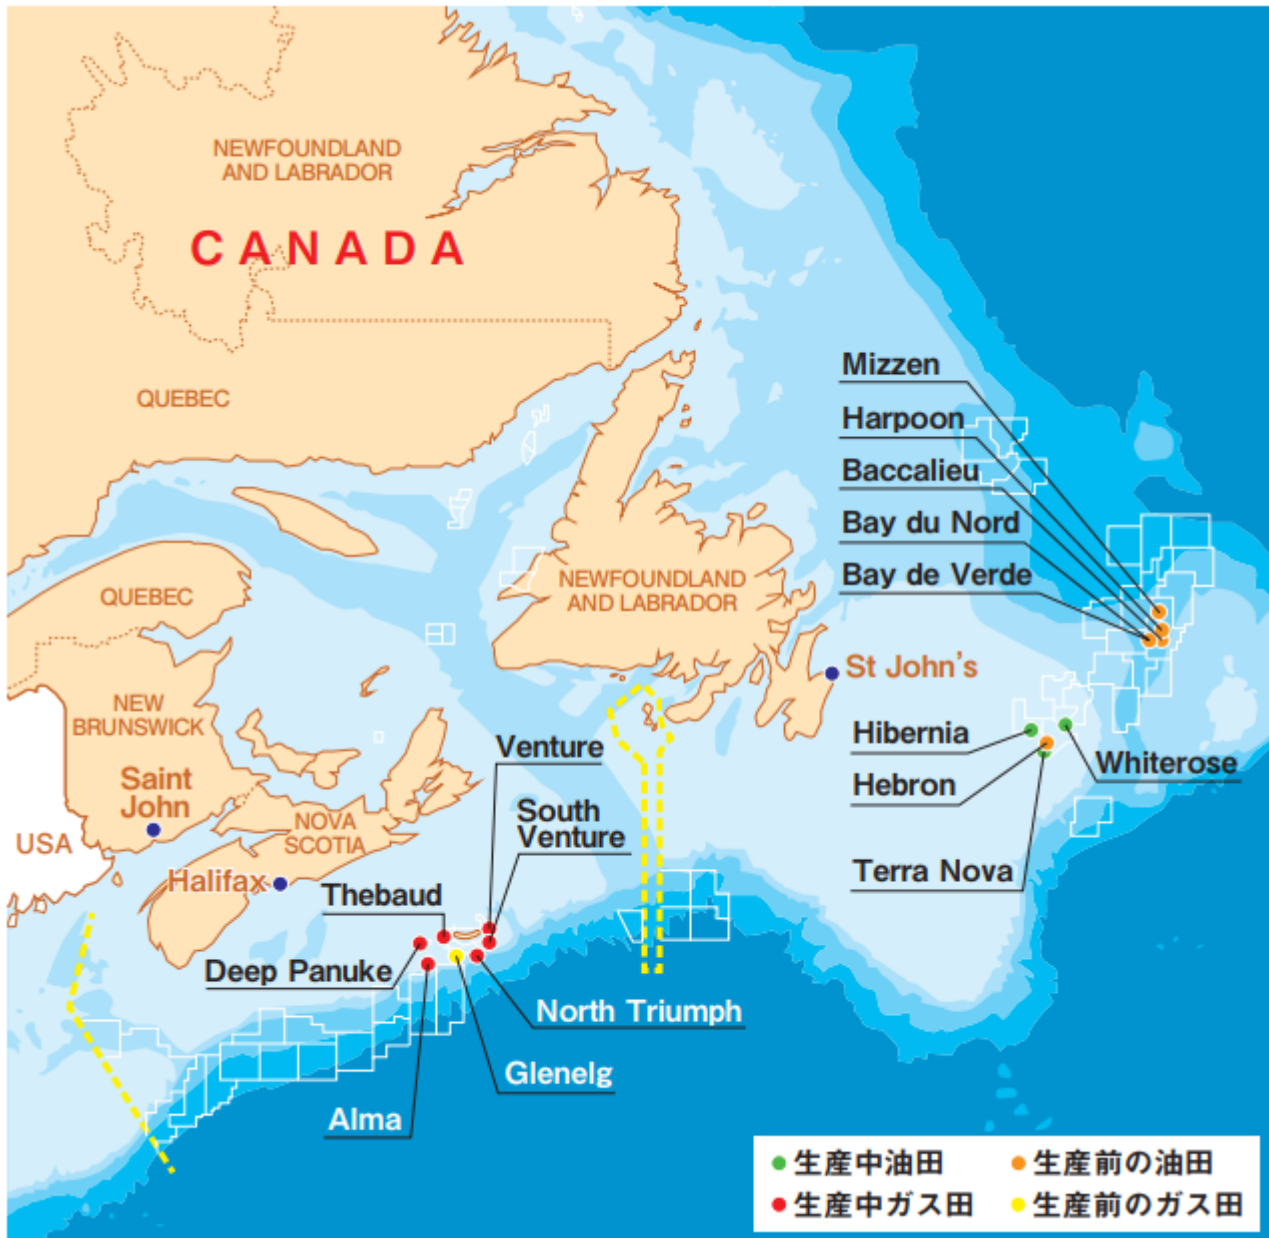 NEWFOUNDLAND
AND LABRADOR
CANADA
QUEBEC
Mizzen
Harpoon
Baccalieu
Bay du Nord
Bay de Verde
QUEBEC
NEWFOUNDLAND
AND LABRADOR
St John's
NEW
BRUNSWICK
Saint
John
USA
NOVA
SCOTIA
Halifax
Venture
South
Venture
Thebaud
Deep Panuke
North Triumph
Glenelg
Alma
Hibernia
Hebron
Whiterose
Terra Nova
生産中油田
生産前の油田
生産中ガス田
生産前のガス田